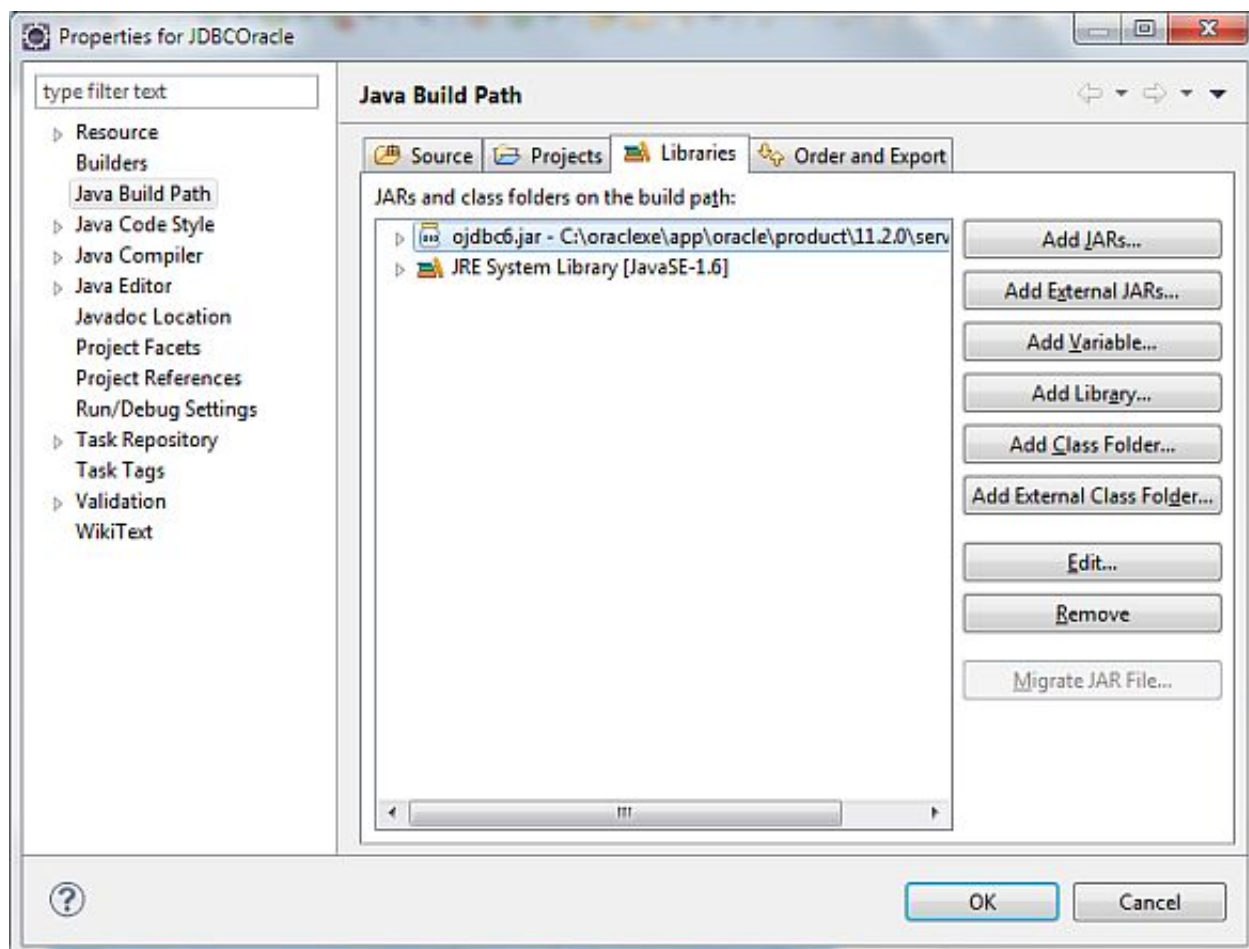 Properties for JDBCOracle
type filter text
Resource
Builders
Java Build Path
Java Code Style
Java Compiler
Java Editor
Javadoc Location
Project Facets
Project References
Run/Debug Settings
Task Repository
Task Tags
Validation
WikiText
Java Build Path
Source
Projects
Libraries
Order and Export
JARs and class folders on the build path:
ojdbc6.jar - C:\oraclexe\app\oracle\product\11.2.0\serv
JRE System Library [JavaSE-1.6]
Add JARs...
Add External JARs...
Add Variable...
Add Library...
Add Class Folder...
Add External Class Folder...
Edit...
Remove
Migrate JAR File...
OK
Cancel